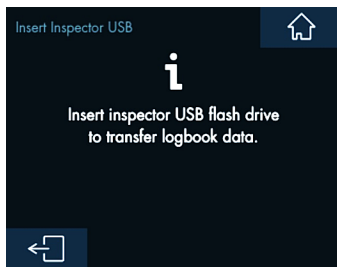 Insert Inspector USB
Insert inspector USB flash drive
to transfer logbook data.